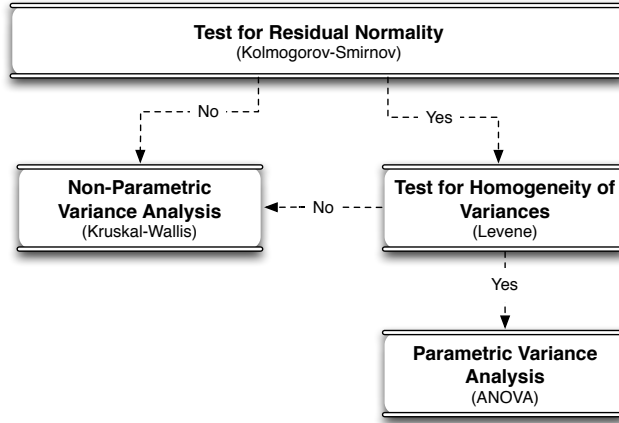 Test for Residual Normality
(Kolmogorov-Smirnov)
No
Yes
Non-Parametric
Variance Analysis
(Kruskal-Wallis)
No
Test for Homogeneity of
Variances
(Levene)
Yes
Parametric Variance
Analysis
(ANOVA)